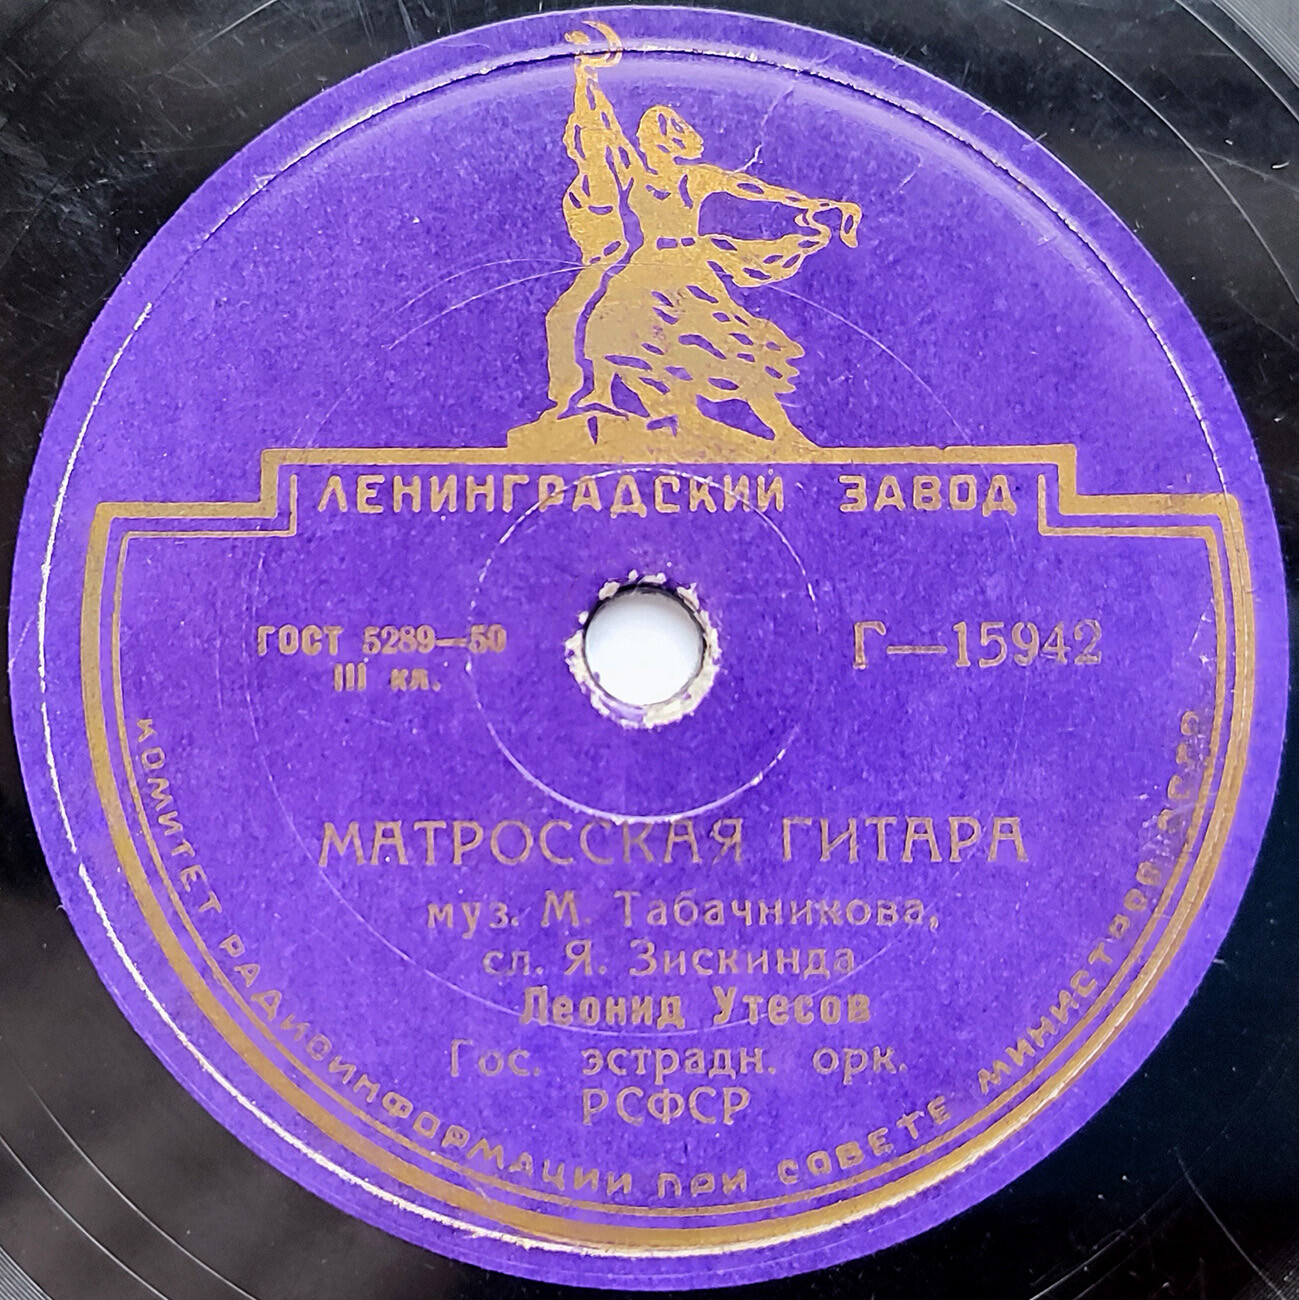 ЛЕНИНГРАДСКИЙ ЗАВОД
ГОСТ 5289—50
III кл.
Г—15942
МАТРОССКАЯ ГИТАРА
муз. М. Табачникова,
сл. Я. Зискинда
Леонид Утесов
Гос. эстрадн. орк.
РСФСР
КОМИТЕТ РАДИОИНФОРМАЦИИ ПРИ СОВЕТЕ МИНИСТРОВ СССР